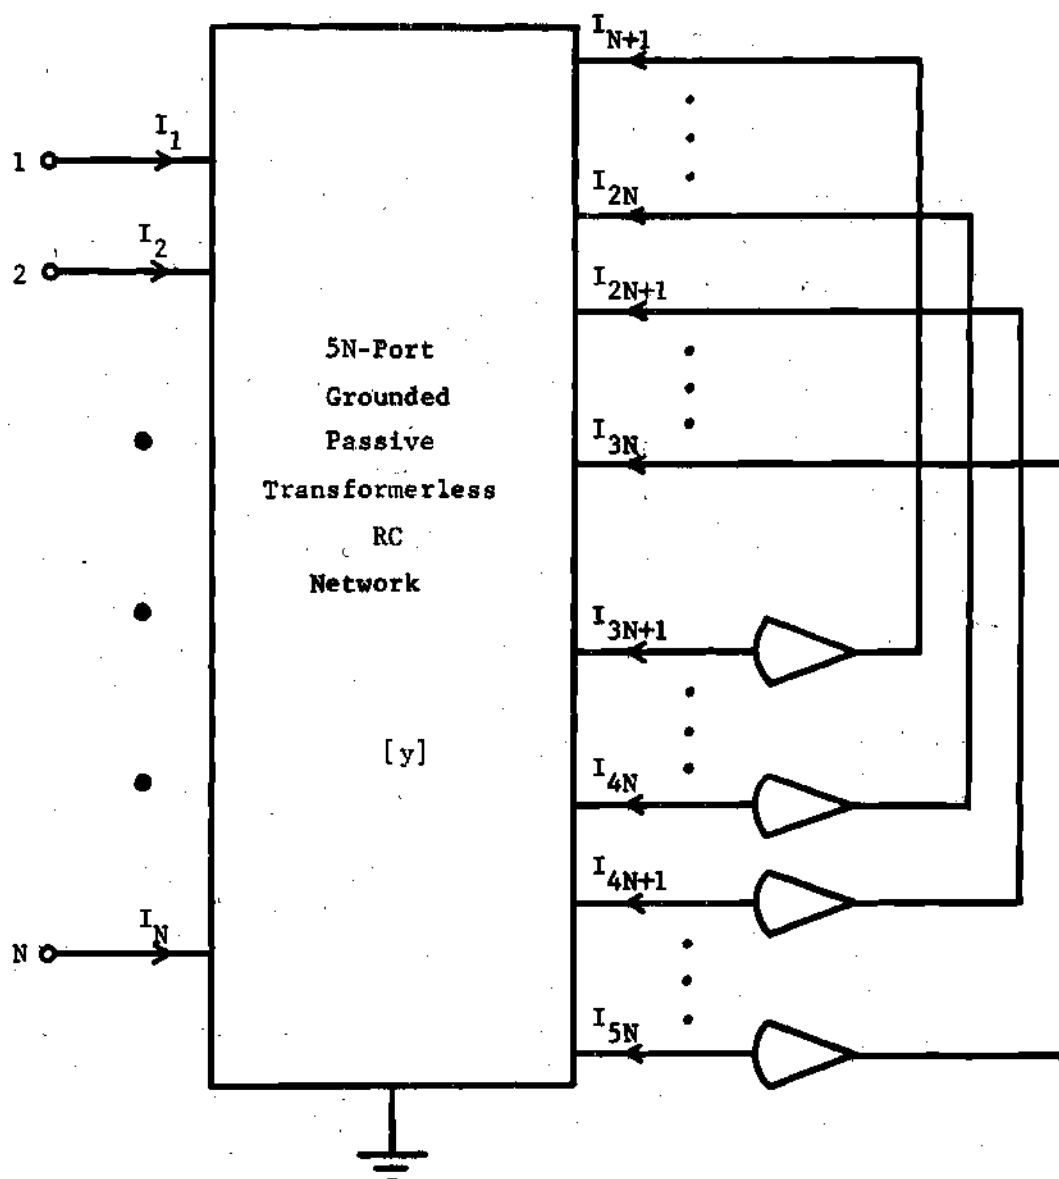 I_{N+1}
I_1
1
I_{2N}
I_2
2
I_{2N+1}
5N-Port
Grounded
Passive
Transformerless
RC
Network
I_{3N}
I_{3N+1}
[y]
I_{4N}
I_{4N+1}
I_N
N
I_{5N}